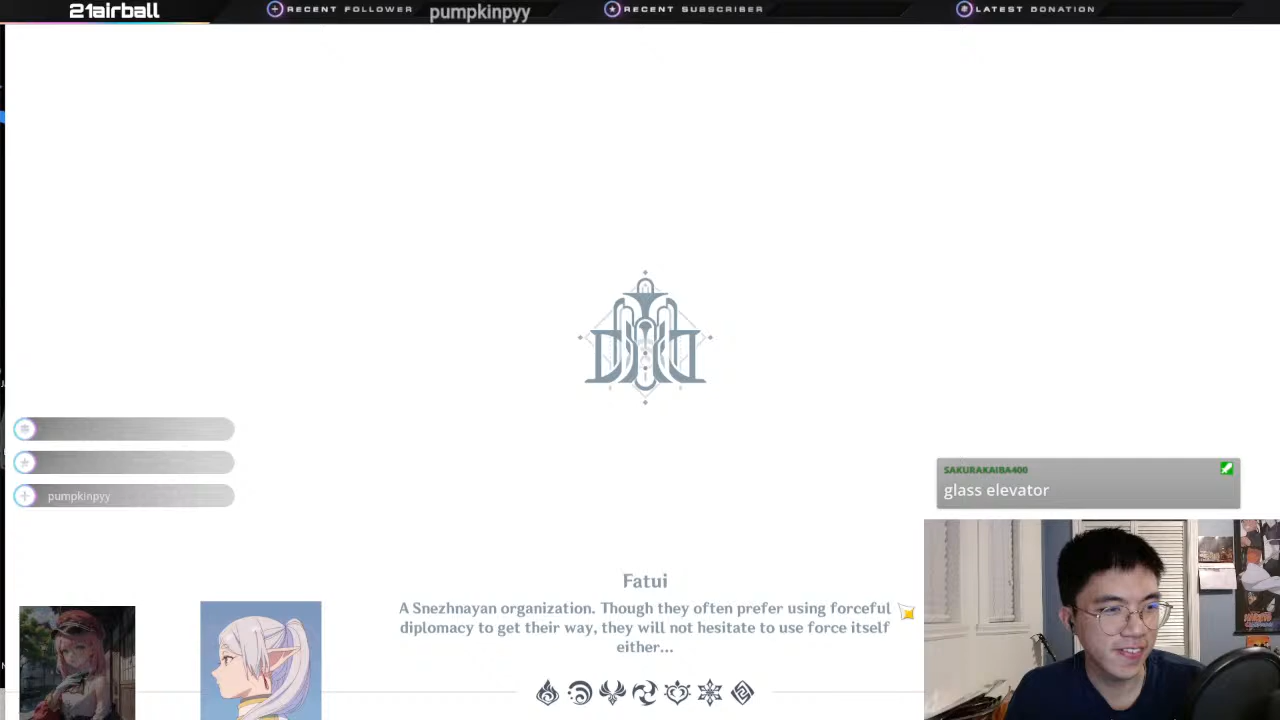 21airball
RECENT FOLLOWER
pumpkinpyy
RECENT SUBSCRIBER
LATEST DONATION
pumpkinpyy
SAKURAKAIBA400
glass elevator
Fatui
A Snezhnayan organization. Though they often prefer using forceful
diplomacy to get their way, they will not hesitate to use force itself
either...